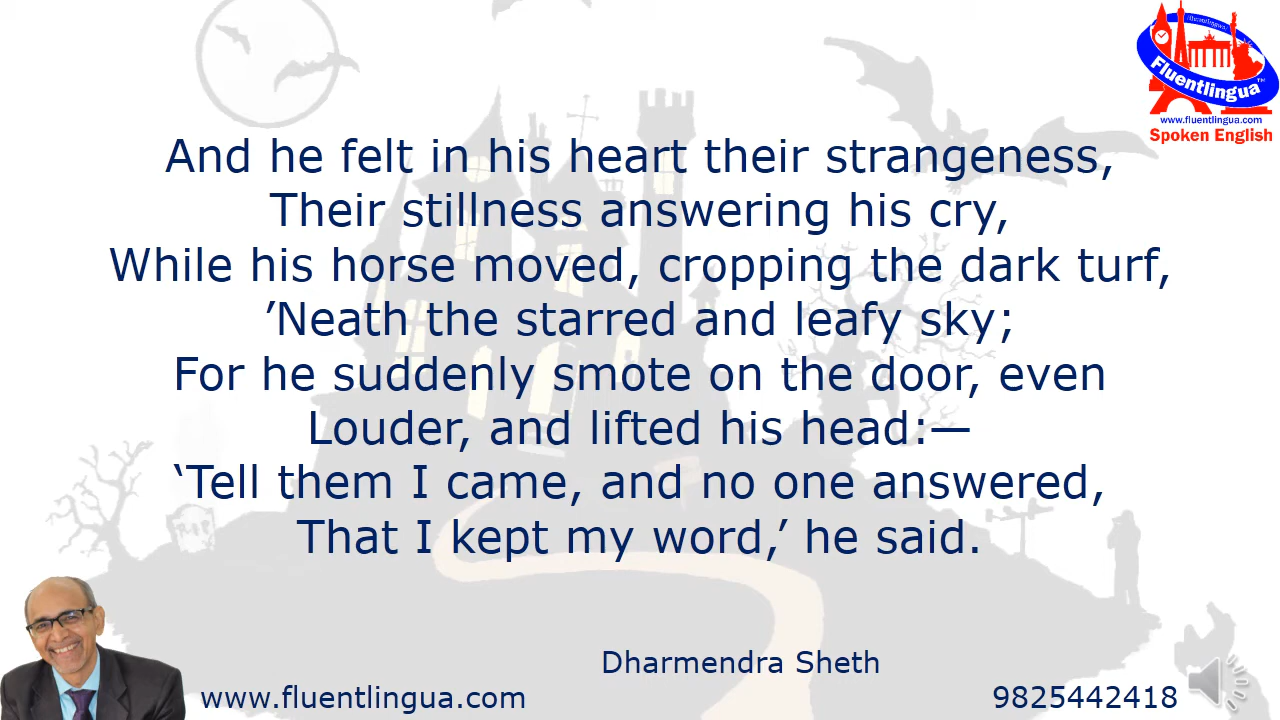 Fluentlingua™
www.fluentlingua.com
Spoken English
And he felt in his heart their strangeness,
Their stillness answering his cry,
While his horse moved, cropping the dark turf,
’Neath the starred and leafy sky;
For he suddenly smote on the door, even
Louder, and lifted his head:—
‘Tell them I came, and no one answered,
That I kept my word,’ he said.
Dharmendra Sheth
www.fluentlingua.com
9825442418